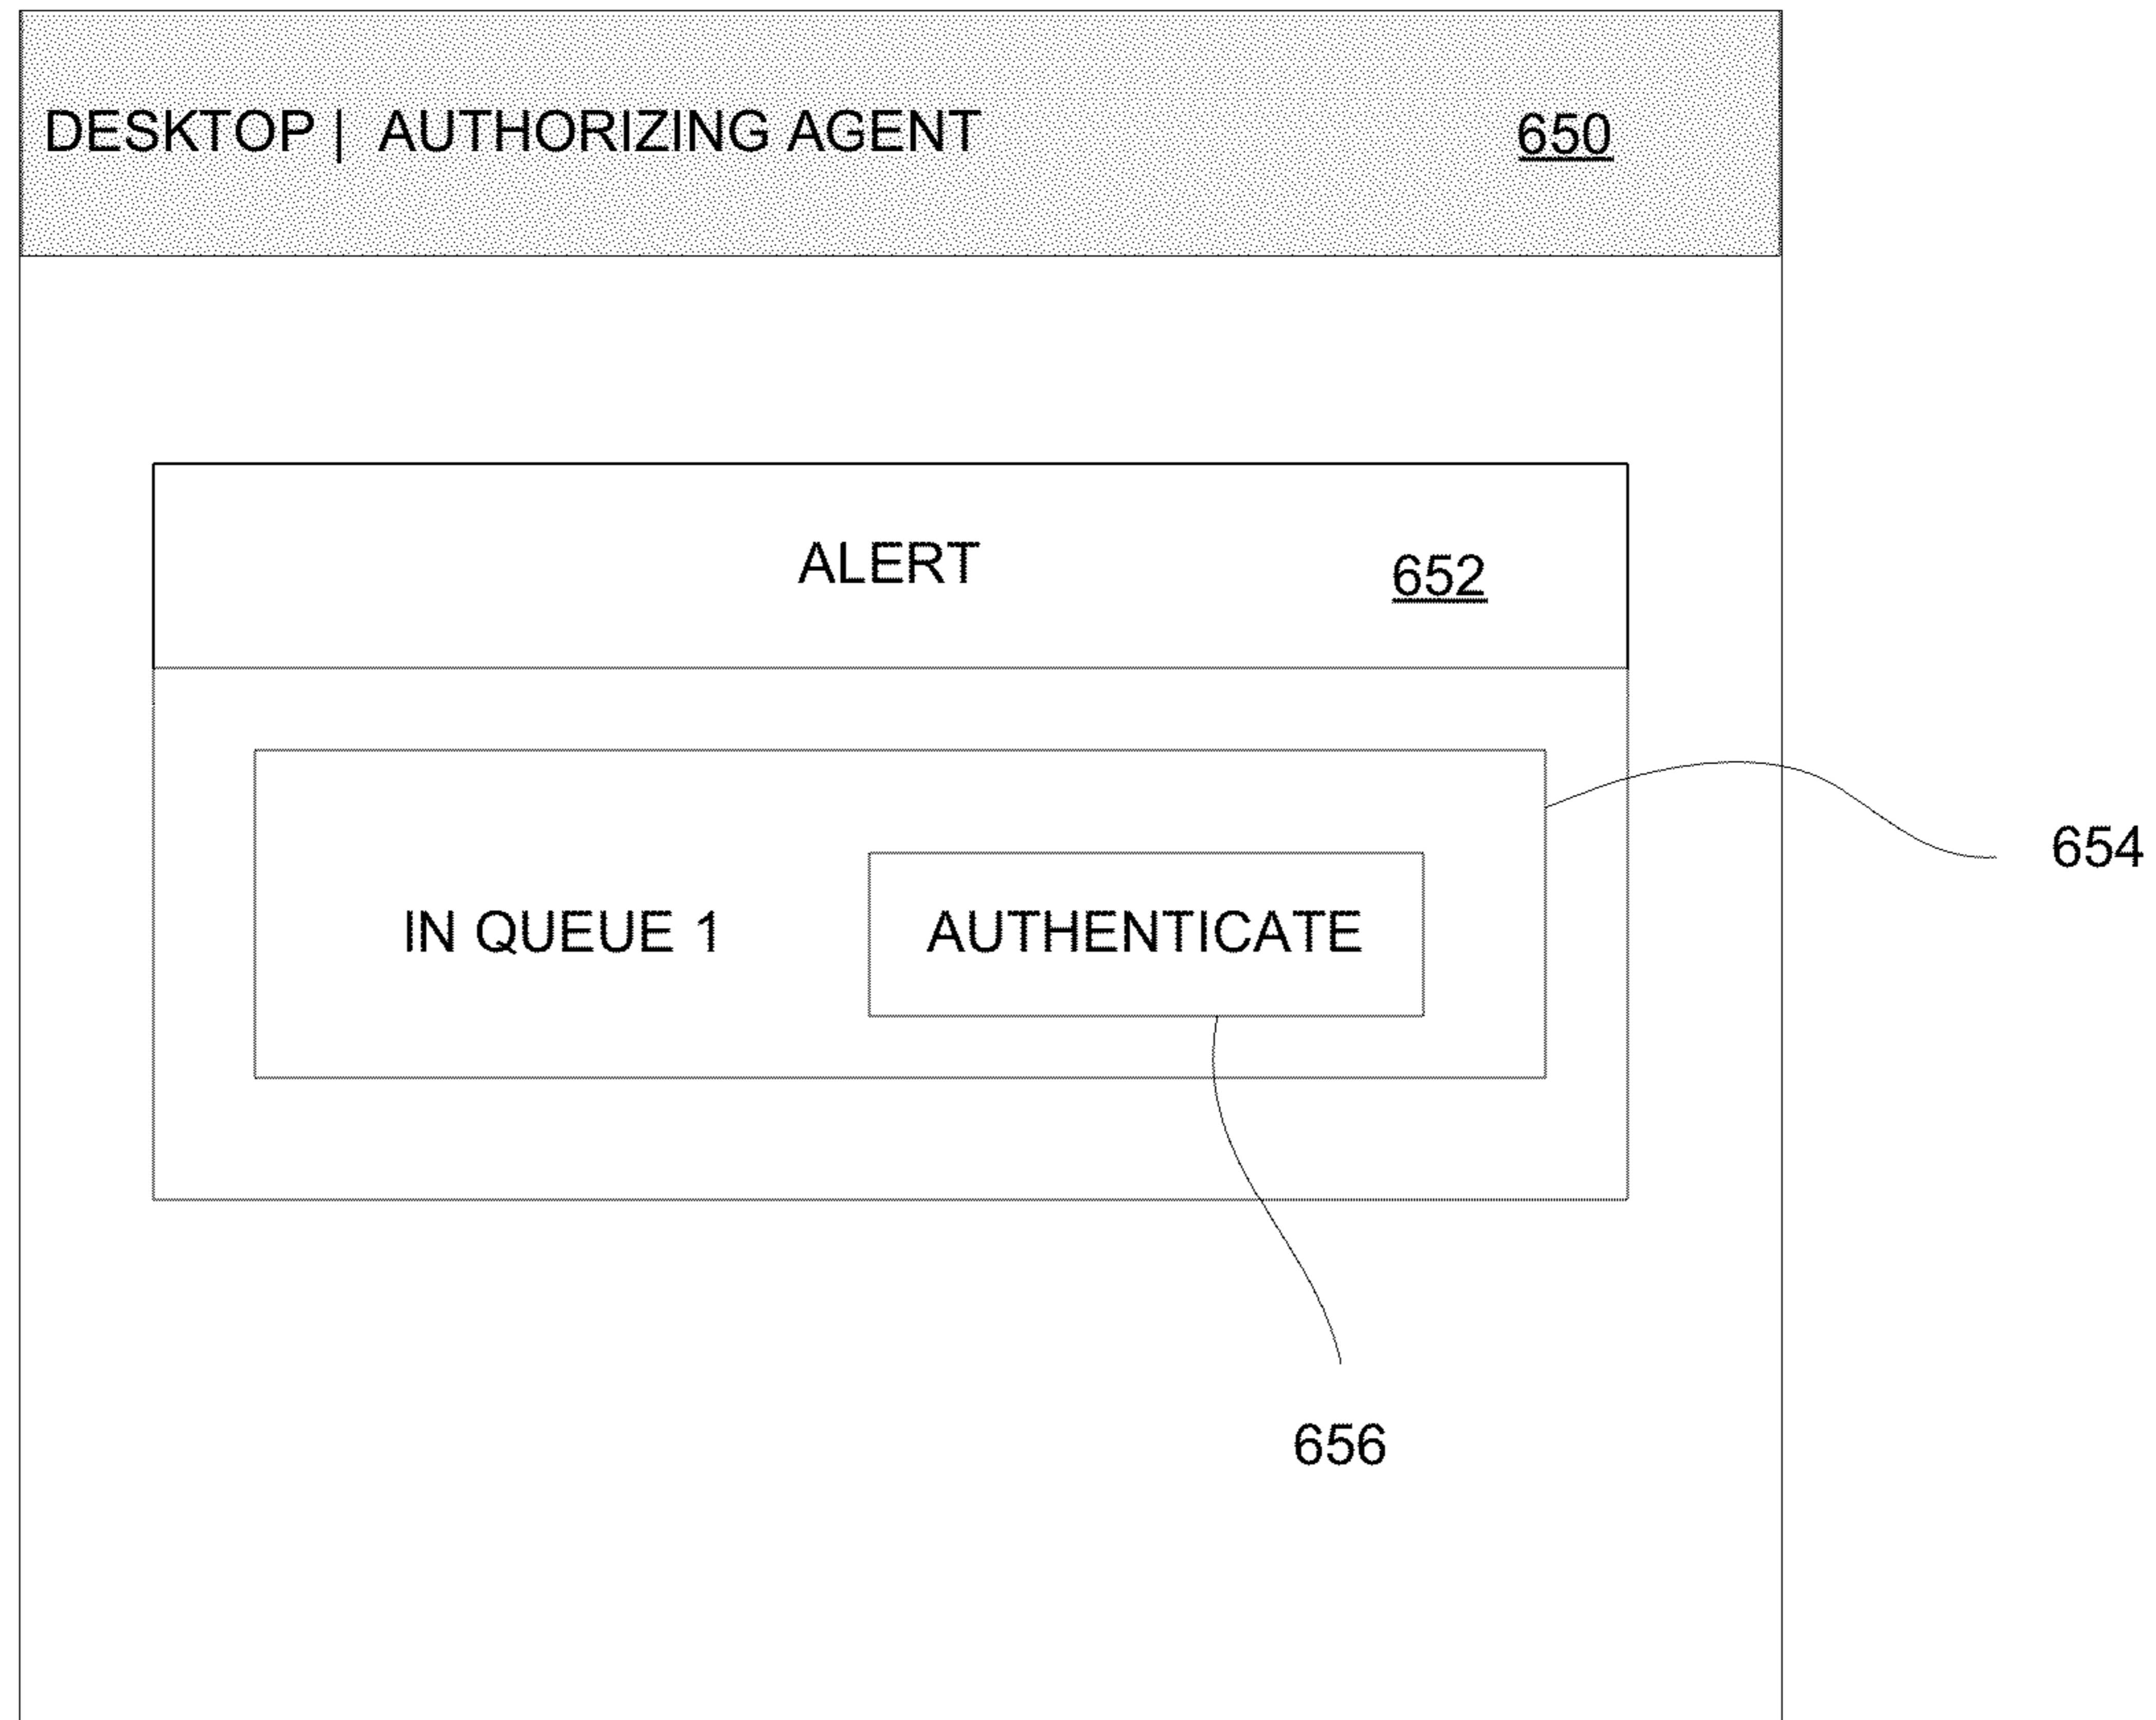 DESKTOP | AUTHORIZING AGENT 650
ALERT 652
654
IN QUEUE 1 AUTHENTICATE
656